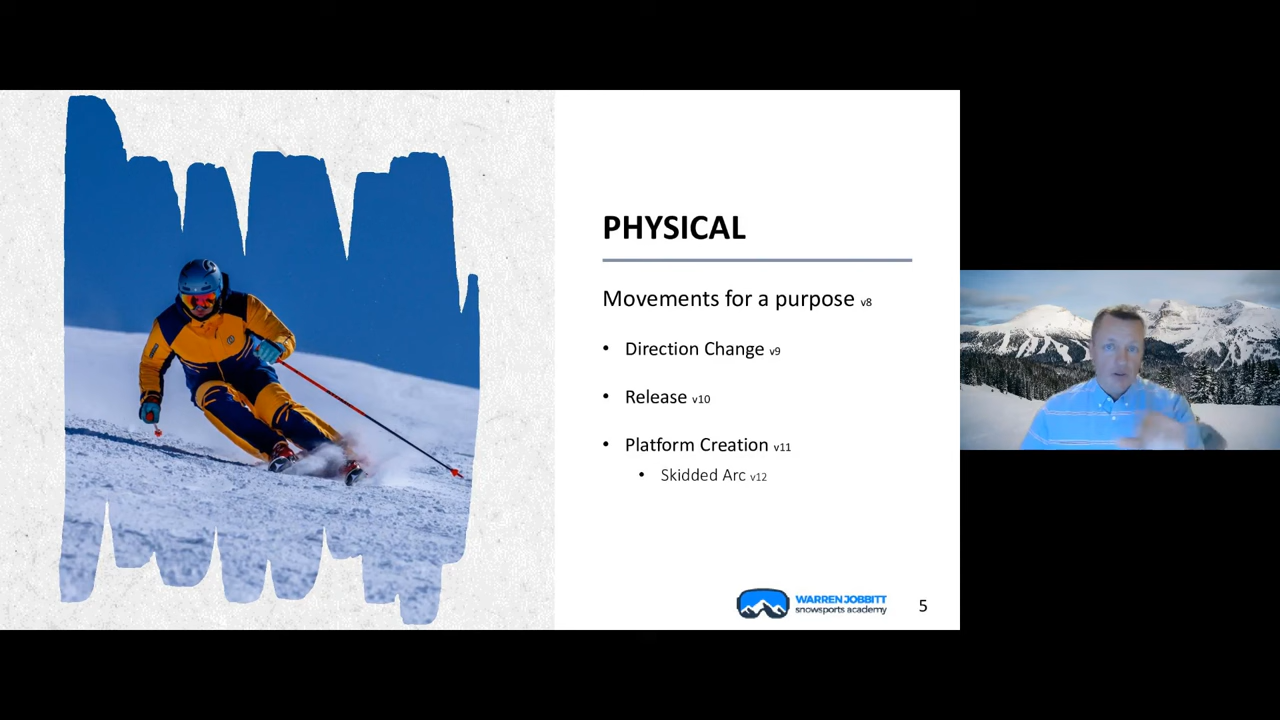 PHYSICAL
Movements for a purpose v8
• Direction Change v9
• Release v10
• Platform Creation v11
• Skidded Arc v12
WARREN JOBBITT
snowsports academy
5